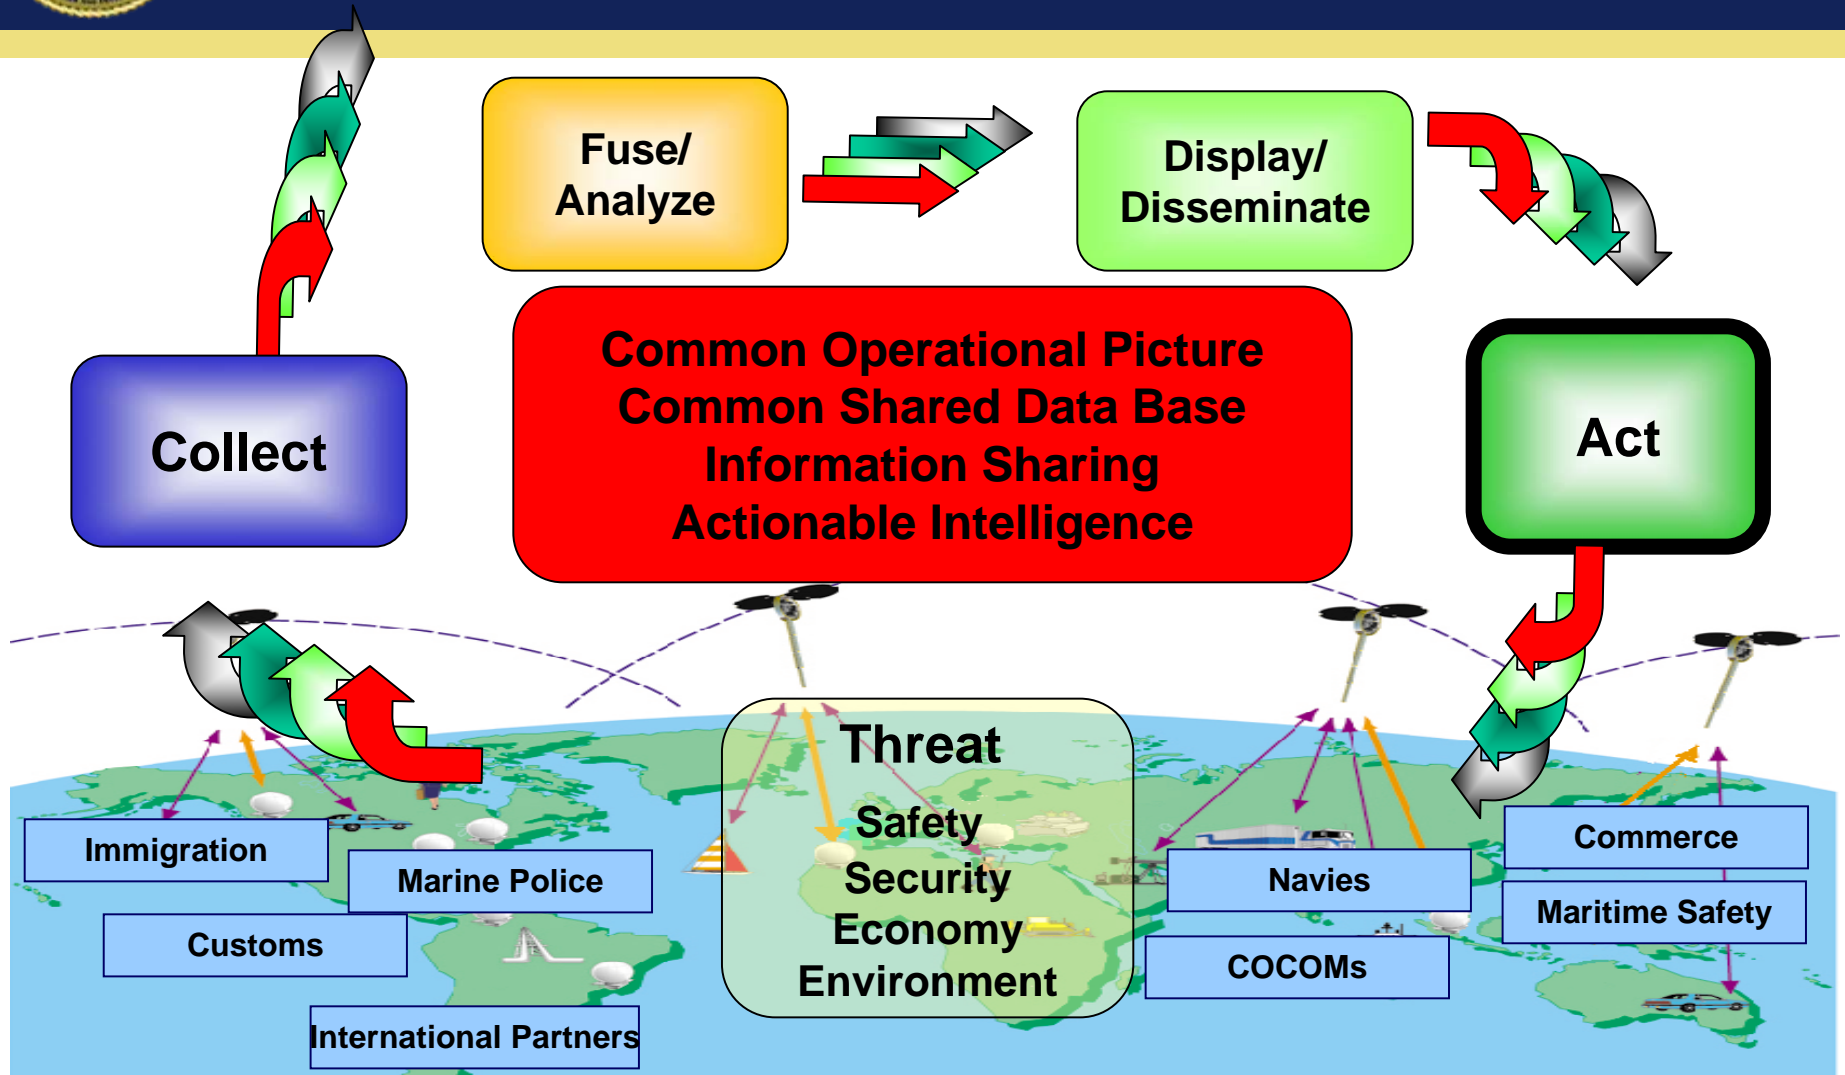 Fuse/
Analyze
Display/
Disseminate
Common Operational Picture
Common Shared Data Base
Information Sharing
Actionable Intelligence
Collect
Act
Threat
Safety
Security
Economy
Environment
Immigration
Marine Police
Customs
International Partners
Navies
COCOMs
Commerce
Maritime Safety